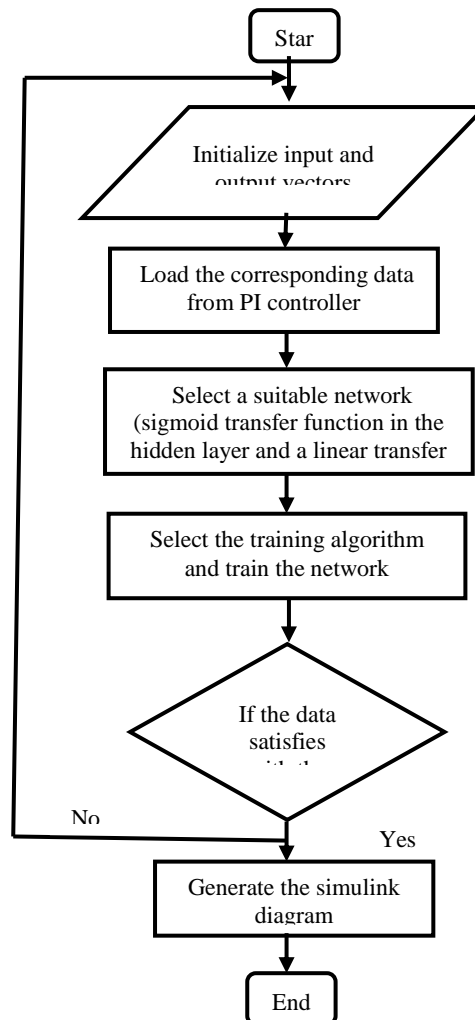 Star
Initialize input and
output vectors
Load the corresponding data
from PI controller
Select a suitable network
(sigmoid transfer function in the
hidden layer and a linear transfer
Select the training algorithm
and train the network
If the data
satisfies
with the
No
Yes
Generate the simulink
diagram
End